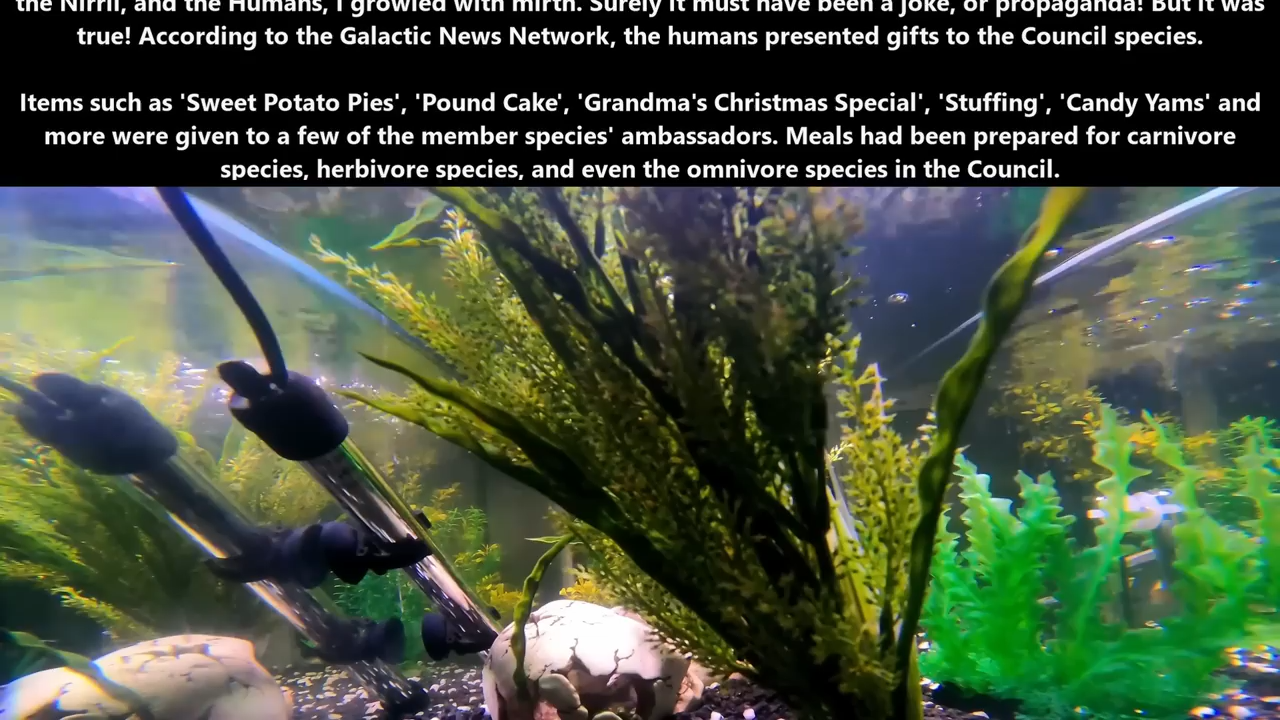 the Nirril, and the Humans, I growled with mirth. Surely it must have been a joke, or propaganda! But it was
true! According to the Galactic News Network, the humans presented gifts to the Council species.
Items such as 'Sweet Potato Pies', 'Pound Cake', 'Grandma's Christmas Special', 'Stuffing', 'Candy Yams' and
more were given to a few of the member species' ambassadors. Meals had been prepared for carnivore
species, herbivore species, and even the omnivore species in the Council.